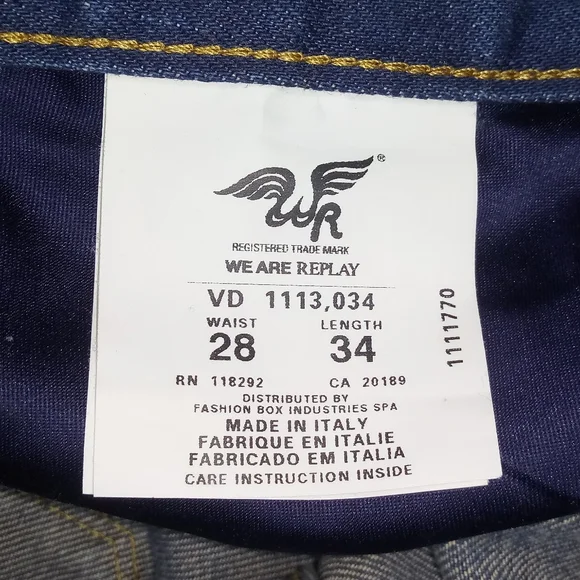 WR
®
REGISTERED TRADE MARK
WE ARE REPLAY
VD 1113,034
WAIST LENGTH
28 34
1111770
RN 118292 CA 20189
DISTRIBUTED BY
FASHION BOX INDUSTRIES SPA
MADE IN ITALY
FABRIQUE EN ITALIE
FABRICADO EM ITALIA
CARE INSTRUCTION INSIDE